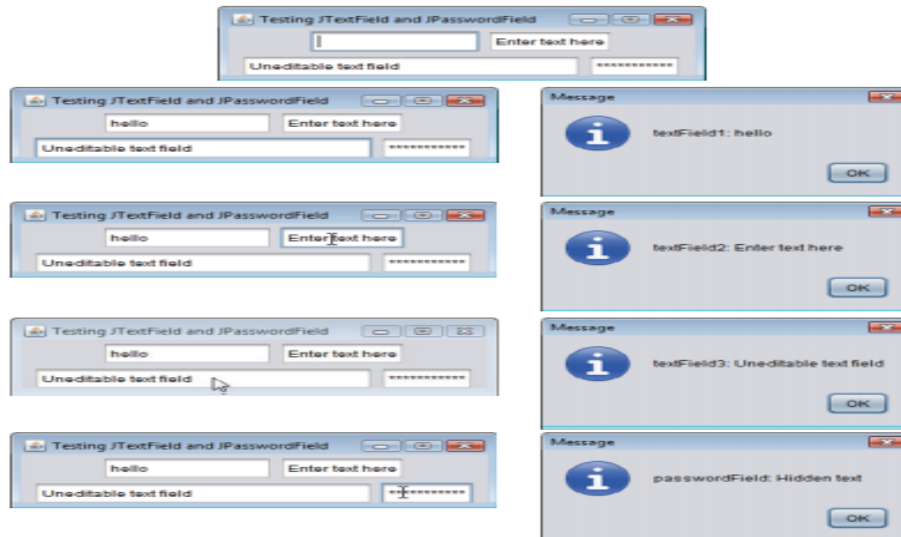 Testing JTextField and JPasswordField
Enter text here
Uneditable text field ***********
Testing JTextField and JPasswordField
hello Enter text here
Uneditable text field ***********
Message
textField1: hello
OK
Testing JTextField and JPasswordField
hello Enter text here
Uneditable text field ***********
Message
textField2: Enter text here
OK
Testing JTextField and JPasswordField
hello Enter text here
Uneditable text field ***********
Message
textField3: Uneditable text field
OK
Testing JTextField and JPasswordField
hello Enter text here
Uneditable text field ***********
Message
passwordField: Hidden text
OK